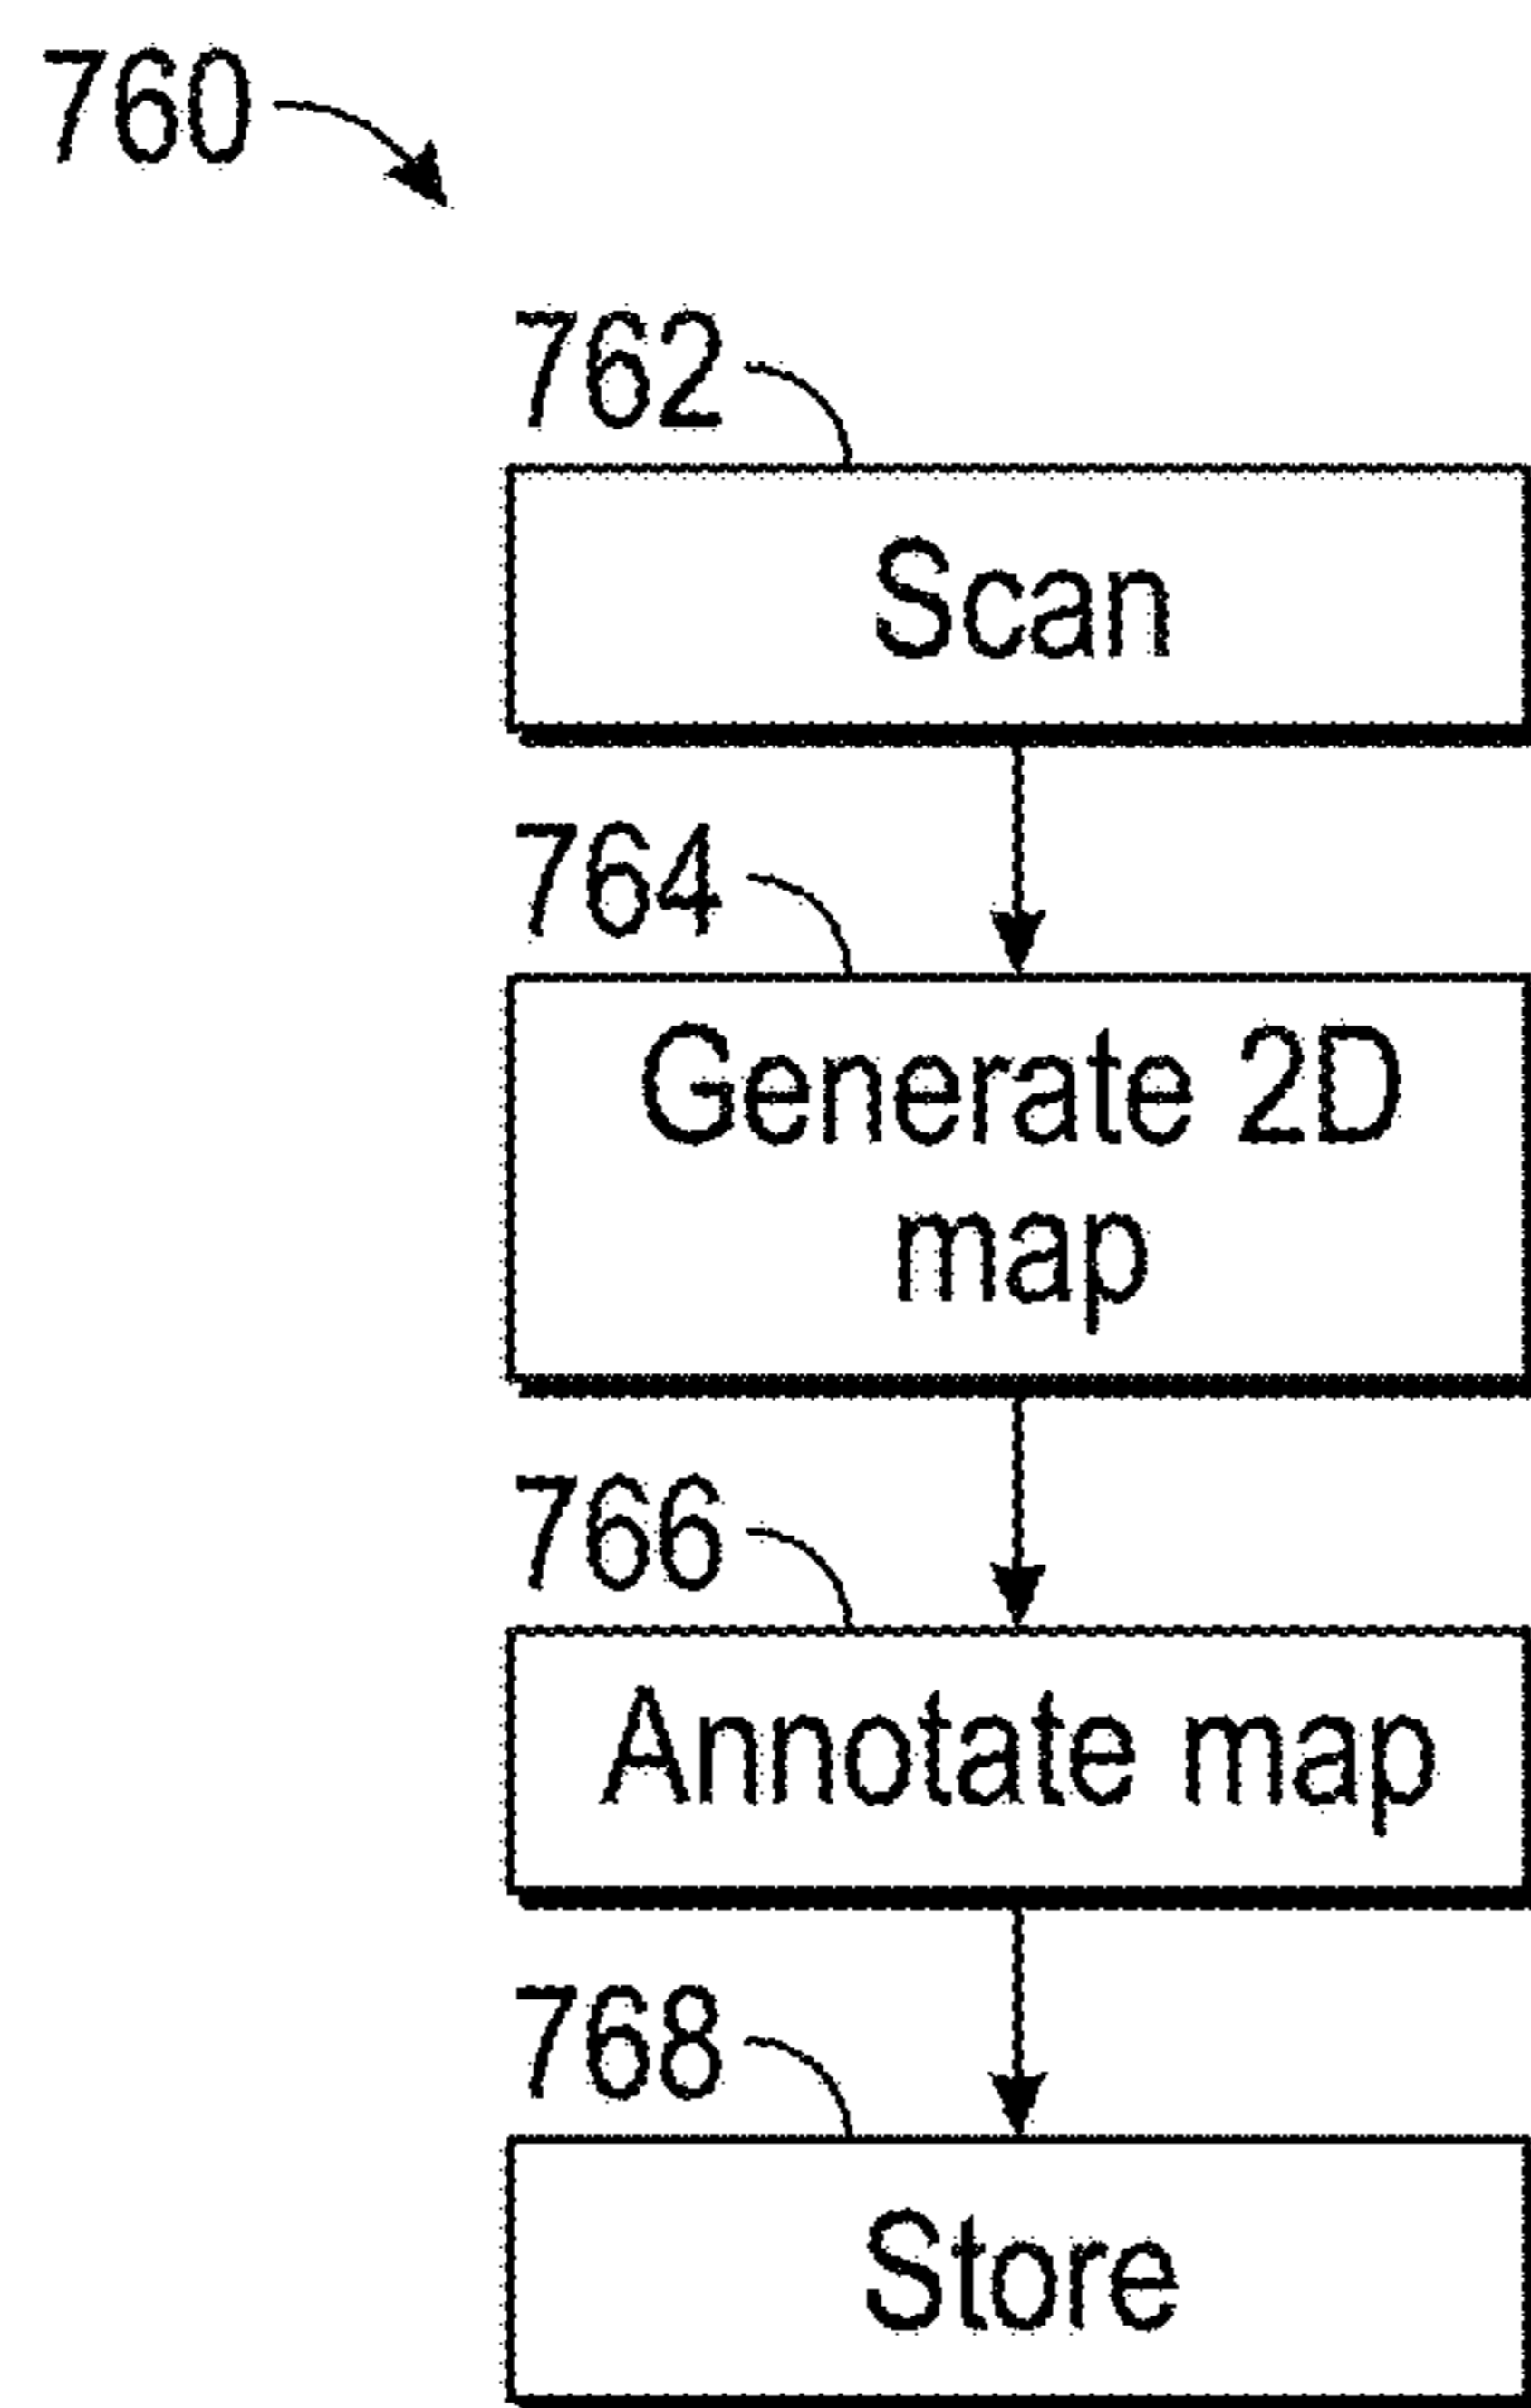 760
762
Scan
764
Generate 2D
map
766
Annotate map
768
Store